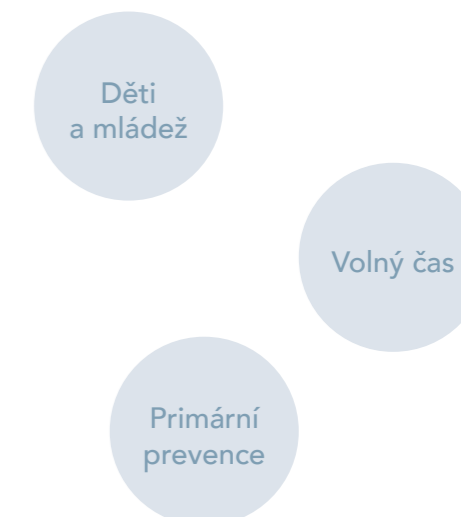 Děti
a mládež
Volný čas
Primární
prevence